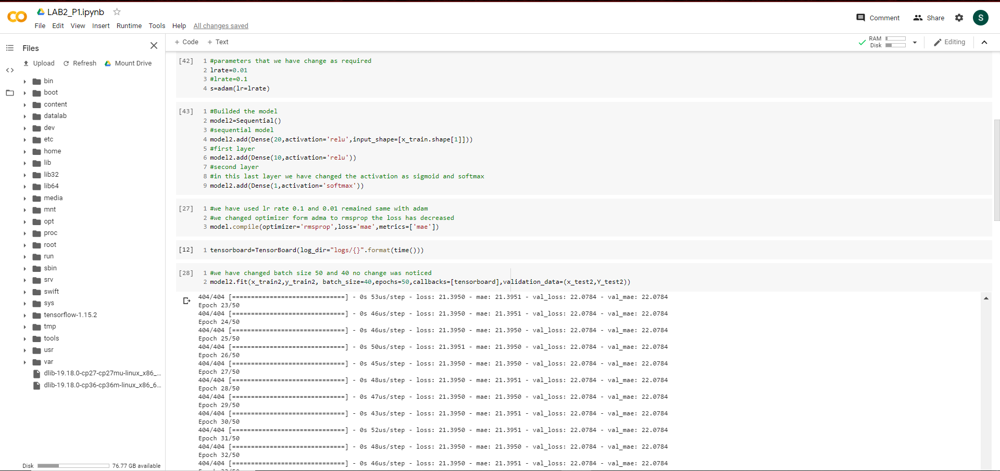 LAB2_P1.ipynb
File Edit View Insert Runtime Tools Help All changes saved
Comment Share S
Files
+ Code + Text
RAM
Disk
Editing
Upload Refresh Mount Drive
bin
boot
content
datalab
dev
etc
home
lib
lib32
lib64
media
mnt
opt
proc
root
run
sbin
srv
swift
sys
tensorflow-1.15.2
tmp
tools
usr
var
dlib-19.18.0-cp27-cp27mu-linux_x86_...
dlib-19.18.0-cp36-cp36m-linux_x86_6...
Disk 76.77 GB available
[42] 1 #parameters that we have change as required
2 lrate=0.01
3 #lrate=0.1
4 s=adam(lr=lrate)
[43] 1 #Builded the model
2 model2=Sequential()
3 #sequential model
4 model2.add(Dense(20,activation='relu',input_shape=[x_train.shape[1]]))
5 #first layer
6 model2.add(Dense(10,activation='relu'))
7 #second layer
8 #in this last layer we have changed the activation as sigmoid and softmax
9 model2.add(Dense(1,activation='softmax'))
[27] 1 #we have used lr rate 0.1 and 0.01 remained same with adam
2 #we changed optimizer form adma to rmsprop the loss has decreased
3 model.compile(optimizer='rmsprop',loss='mae',metrics=['mae'])
[12] 1 tensorboard=TensorBoard(log_dir="logs/{}".format(time()))
[28] 1 #we have changed batch size 50 and 40 no change was noticed
2 model2.fit(x_train2,y_train2, batch_size=40,epochs=50,callbacks=[tensorboard],validation_data=(x_test2,Y_test2))
404/404 [==============================] - 0s 53us/step - loss: 21.3950 - mae: 21.3951 - val_loss: 22.0784 - val_mae: 22.0784
Epoch 23/50
404/404 [==============================] - 0s 46us/step - loss: 21.3950 - mae: 21.3951 - val_loss: 22.0784 - val_mae: 22.0784
Epoch 24/50
404/404 [==============================] - 0s 46us/step - loss: 21.3950 - mae: 21.3950 - val_loss: 22.0784 - val_mae: 22.0784
Epoch 25/50
404/404 [==============================] - 0s 50us/step - loss: 21.3951 - mae: 21.3950 - val_loss: 22.0784 - val_mae: 22.0784
Epoch 26/50
404/404 [==============================] - 0s 45us/step - loss: 21.3950 - mae: 21.3950 - val_loss: 22.0784 - val_mae: 22.0784
Epoch 27/50
404/404 [==============================] - 0s 48us/step - loss: 21.3950 - mae: 21.3951 - val_loss: 22.0784 - val_mae: 22.0784
Epoch 28/50
404/404 [==============================] - 0s 47us/step - loss: 21.3950 - mae: 21.3950 - val_loss: 22.0784 - val_mae: 22.0784
Epoch 29/50
404/404 [==============================] - 0s 43us/step - loss: 21.3950 - mae: 21.3951 - val_loss: 22.0784 - val_mae: 22.0784
Epoch 30/50
404/404 [==============================] - 0s 52us/step - loss: 21.3950 - mae: 21.3951 - val_loss: 22.0784 - val_mae: 22.0784
Epoch 31/50
404/404 [==============================] - 0s 48us/step - loss: 21.3950 - mae: 21.3950 - val_loss: 22.0784 - val_mae: 22.0784
Epoch 32/50
404/404 [==============================] - 0s 46us/step - loss: 21.3950 - mae: 21.3951 - val_loss: 22.0784 - val_mae: 22.0784